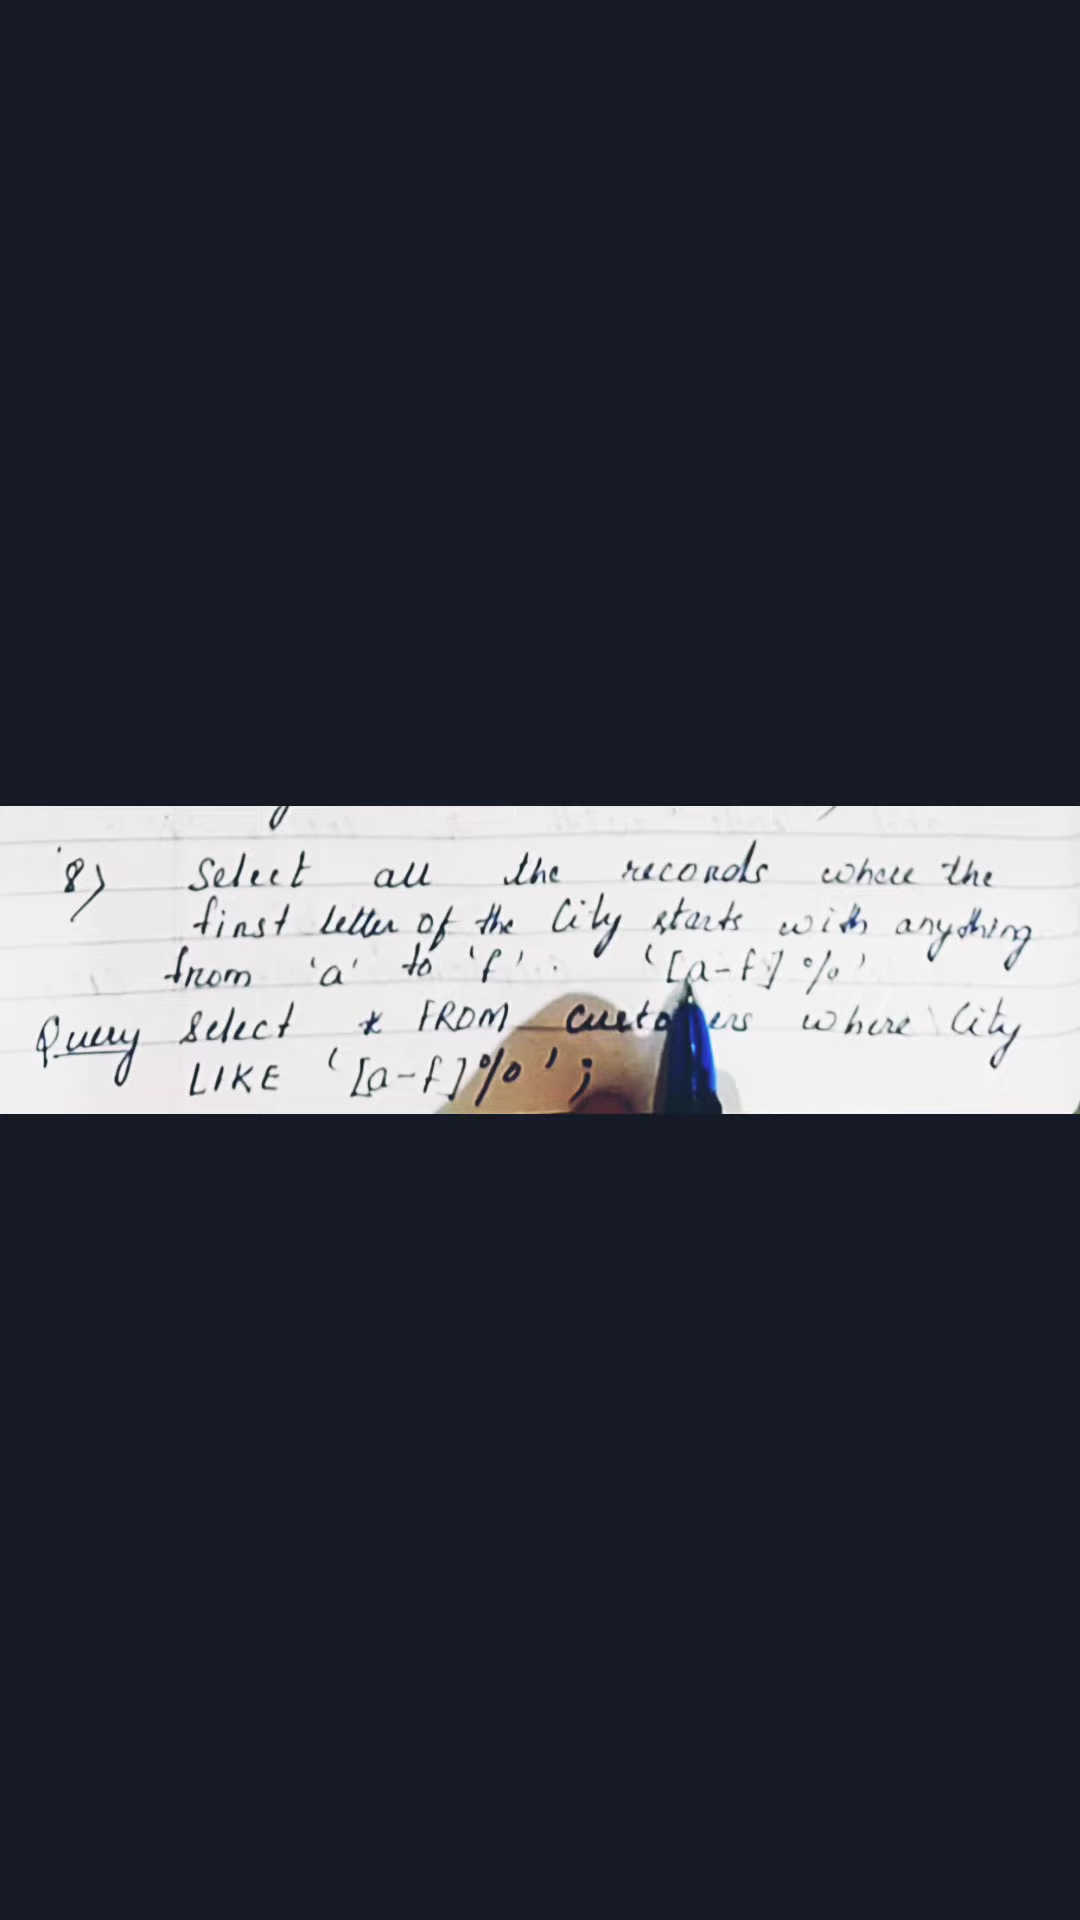 8) Select all the records where the
first letter of the City starts with anything
from 'a' to 'f'. '[a-f]%'
Query Select * FROM customers where City
LIKE '[a-f]%';